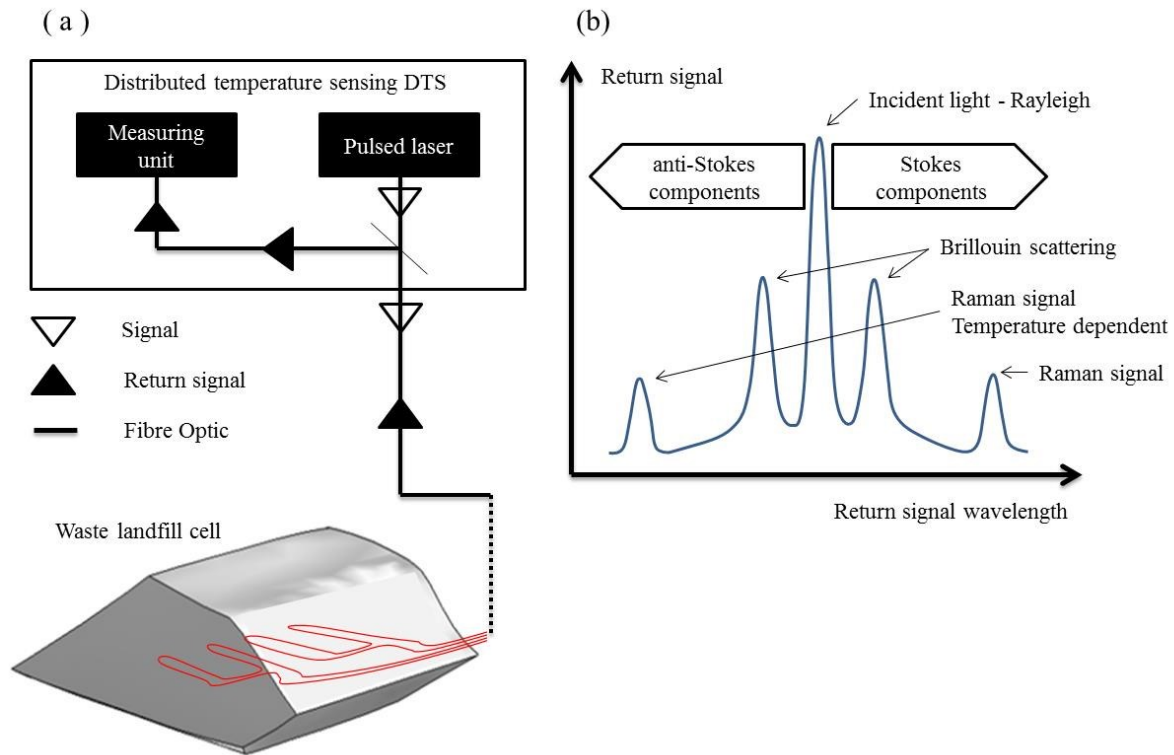 ( a )
Distributed temperature sensing DTS
Measuring
unit
Pulsed laser
Signal
Return signal
Fibre Optic
Waste landfill cell
(b)
Return signal
Incident light - Rayleigh
anti-Stokes
components
Stokes
components
Brillouin scattering
Raman signal
Temperature dependent
Raman signal
Return signal wavelength